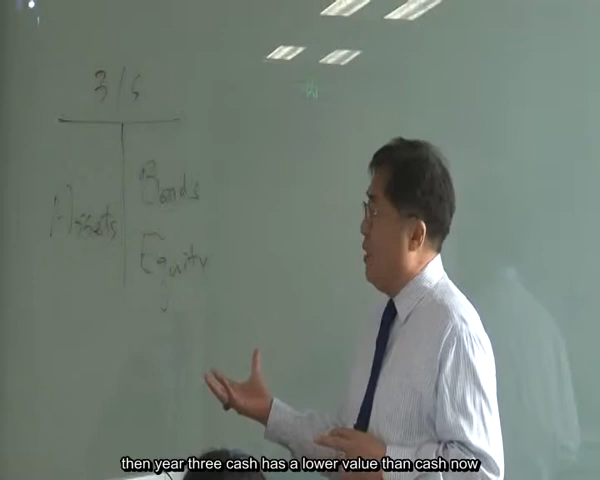 B/S
Assets
Bonds
Equity
then year three cash has a lower value than cash now